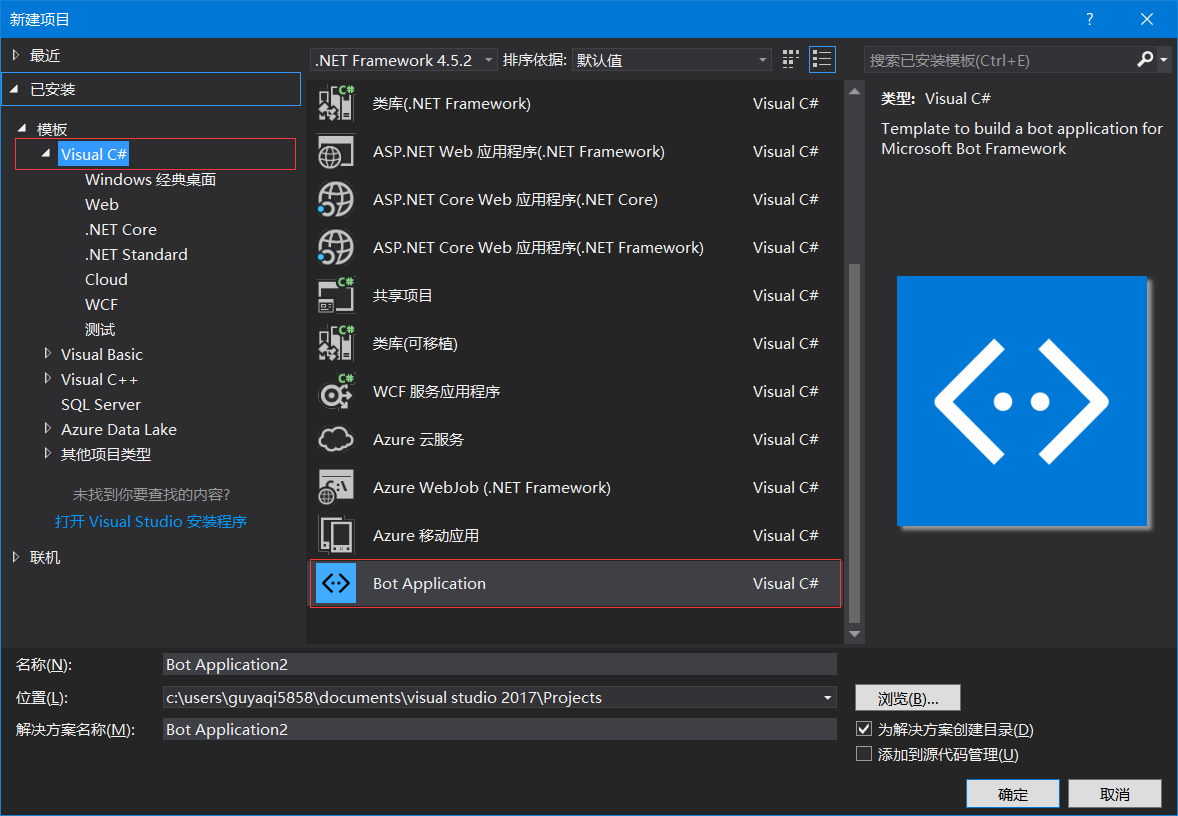 新建项目
?
最近
.NET Framework 4.5.2
排序依据:
默认值
搜索已安装模板(Ctrl+E)
已安装
模板
Visual C#
Windows 经典桌面
Web
.NET Core
.NET Standard
Cloud
WCF
测试
Visual Basic
Visual C++
SQL Server
Azure Data Lake
其他项目类型
未找到你要查找的内容?
打开 Visual Studio 安装程序
联机
C# 类库(.NET Framework) Visual C#
ASP.NET Web 应用程序(.NET Framework) Visual C#
ASP.NET Core Web 应用程序(.NET Core) Visual C#
ASP.NET Core Web 应用程序(.NET Framework) Visual C#
C# 共享项目 Visual C#
C# 类库(可移植) Visual C#
C# WCF 服务应用程序 Visual C#
Azure 云服务 Visual C#
C:\ Azure WebJob (.NET Framework) Visual C#
Azure 移动应用 Visual C#
Bot Application Visual C#
类型: Visual C#
Template to build a bot application for
Microsoft Bot Framework
名称(N): Bot Application2
位置(L): c:\users\guyaqi5858\documents\visual studio 2017\Projects
浏览(B)...
解决方案名称(M): Bot Application2
为解决方案创建目录(D)
添加到源代码管理(U)
确定
取消